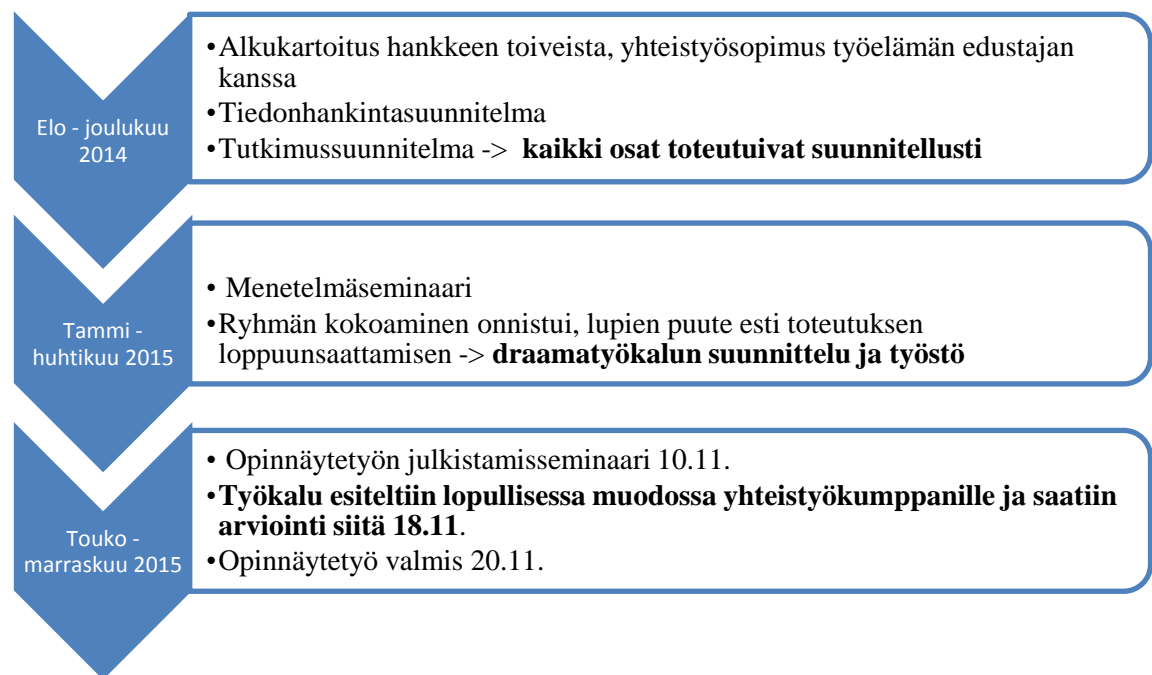 Elo - joulukuu
2014
•Alkukartoitus hankkeen toiveista, yhteistyösopimus työelämän edustajan
kanssa
•Tiedonhankintasuunnitelma
•Tutkimussuunnitelma -> kaikki osat toteutuivat suunnitellusti
Tammi -
huhtikuu 2015
• Menetelmäseminaari
•Ryhmän kokoaminen onnistui, lupien puute esti toteutuksen
loppuunsaattamisen -> draamatyökalun suunnittelu ja työstö
Touko -
marraskuu 2015
• Opinnäytetyön julkistamisseminaari 10.11.
•Työkalu esiteltiin lopullisessa muodossa yhteistyökumppanille ja saatiin
arviointi siitä 18.11.
•Opinnäytetyö valmis 20.11.